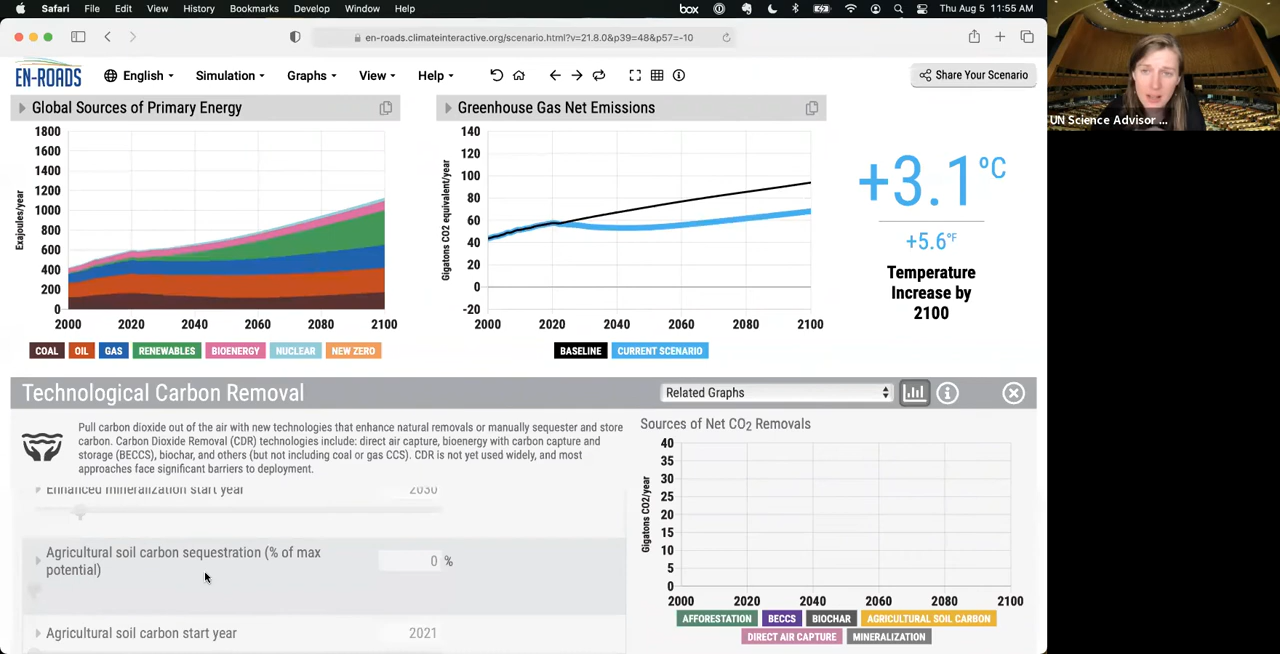 Safari File Edit View History Bookmarks Develop Window Help box Thu Aug 5 11:55 AM
en-roads.climateinteractive.org/scenario.html?v=21.8.0&p39=48&p57=-10
EN-ROADS English Simulation Graphs View Help Share Your Scenario
UN Science Advisor ...
Global Sources of Primary Energy
Exajoules/year
1800
1600
1400
1200
1000
800
600
400
200
0
2000 2020 2040 2060 2080 2100
COAL OIL GAS RENEWABLES BIOENERGY NUCLEAR NEW ZERO
Greenhouse Gas Net Emissions
Gigatons CO2 equivalent/year
140
120
100
80
60
40
20
0
-20
2000 2020 2040 2060 2080 2100
BASELINE CURRENT SCENARIO
+3.1°C
+5.6°F
Temperature
Increase by
2100
Technological Carbon Removal Related Graphs
Pull carbon dioxide out of the air with new technologies that enhance natural removals or manually sequester and store
carbon. Carbon Dioxide Removal (CDR) technologies include: direct air capture, bioenergy with carbon capture and
storage (BECCS), biochar, and others (but not including coal or gas CCS). CDR is not yet used widely, and most
approaches face significant barriers to deployment.
Enhanced mineralization start year 2030
Agricultural soil carbon sequestration (% of max
potential) 0 %
Agricultural soil carbon start year 2021
Sources of Net CO2 Removals
Gigatons CO2/year
40
35
30
25
20
15
10
5
0
2000 2020 2040 2060 2080 2100
AFFORESTATION BECCS BIOCHAR AGRICULTURAL SOIL CARBON
DIRECT AIR CAPTURE MINERALIZATION